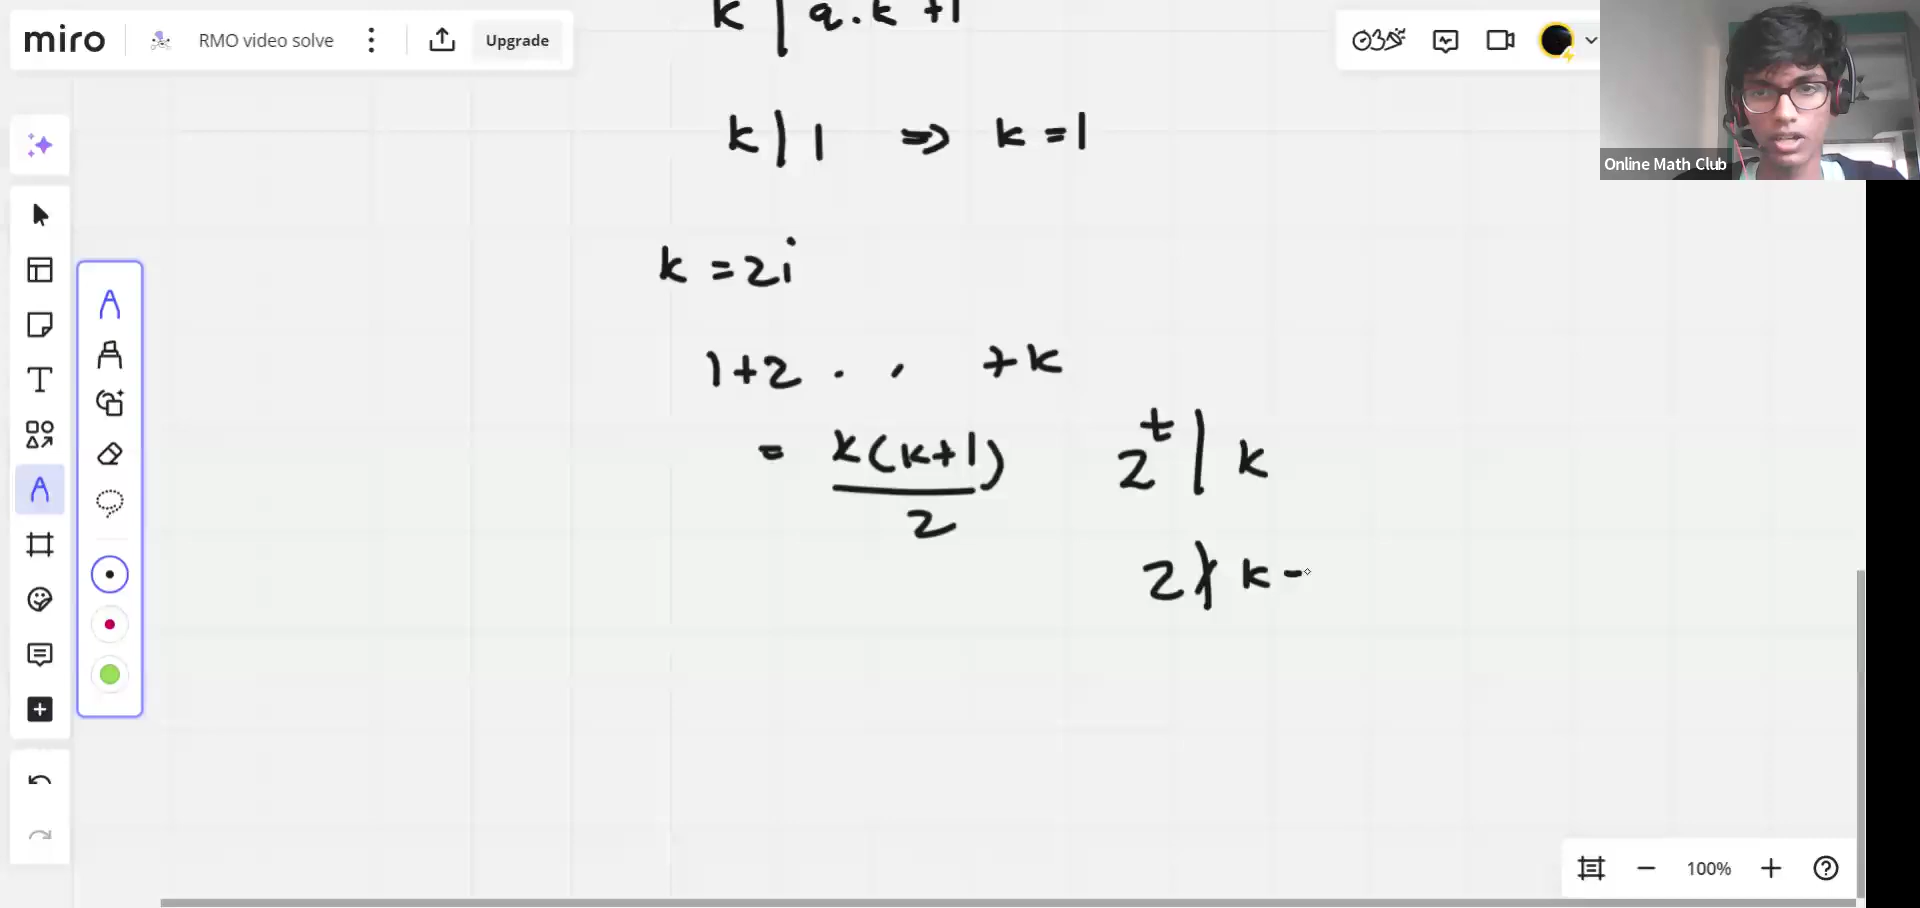 miro
RMO video solve
Upgrade
k | q.k+1
Online Math Club
k | 1 ⇒ k = 1
k = 2i
1+2 . . +k
= k(k+1)/2
2^t | k
2 ∤ k -
100%